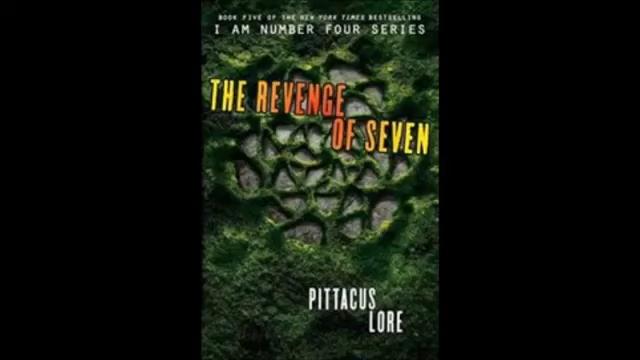 BOOK FIVE OF THE NEW YORK TIMES BESTSELLING
I AM NUMBER FOUR SERIES
THE REVENGE
OF SEVEN
PITTACUS
LORE